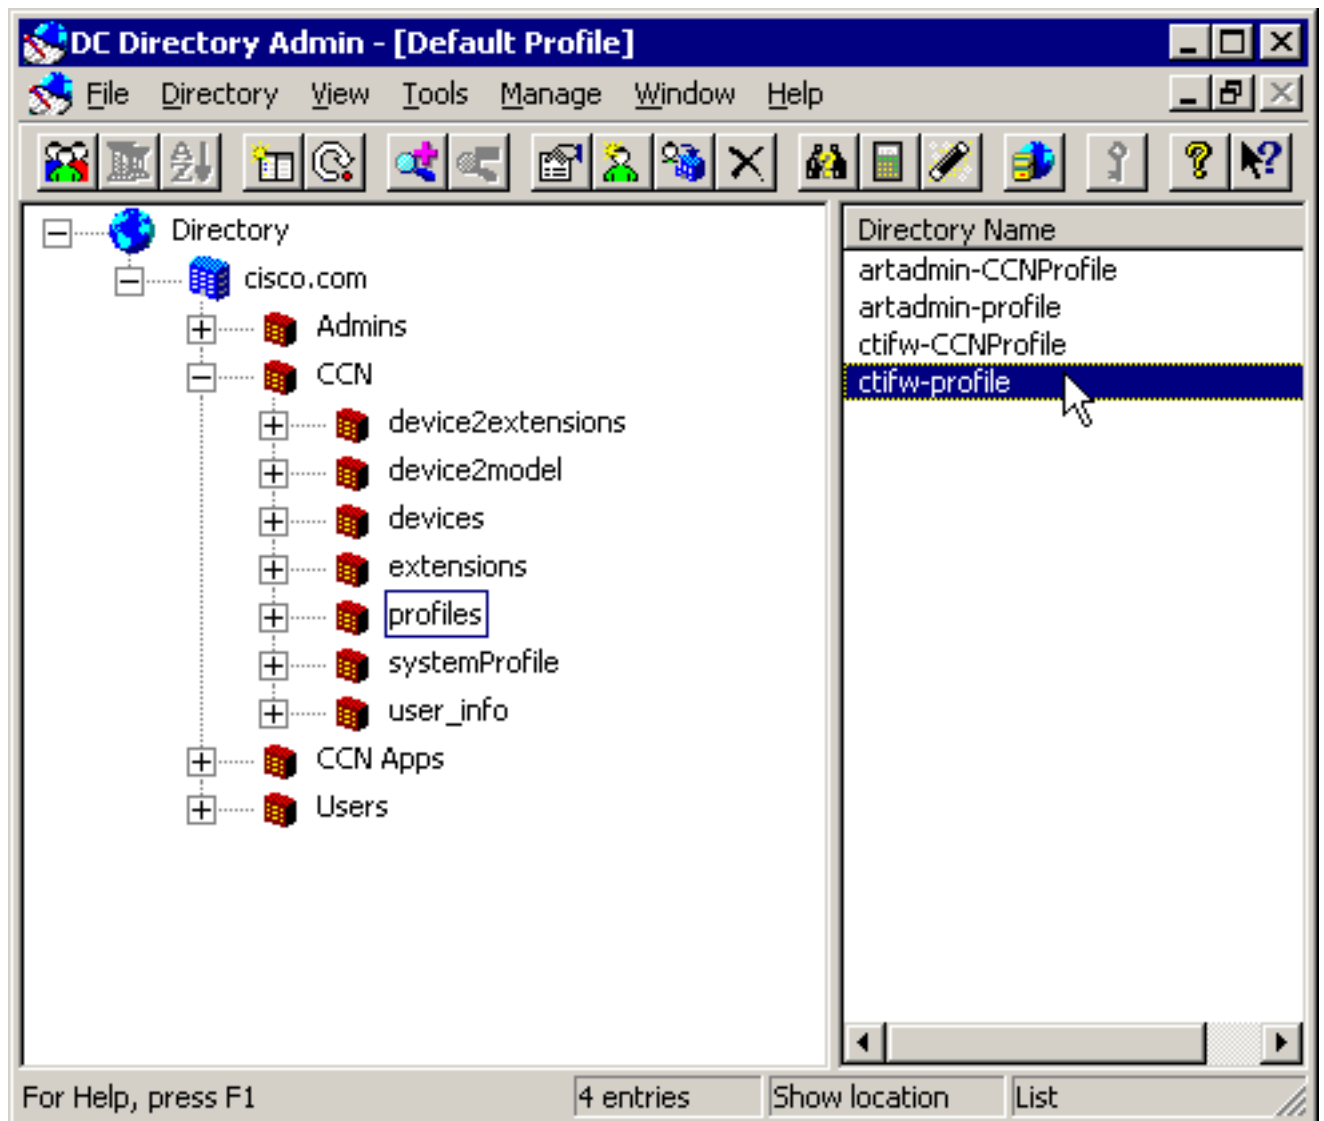 DC Directory Admin - [Default Profile]
File Directory View Tools Manage Window Help
Directory
cisco.com
Admins
CCN
device2extensions
device2model
devices
extensions
profiles
systemProfile
user_info
CCN Apps
Users
Directory Name
artadmin-CCNProfile
artadmin-profile
ctifw-CCNProfile
ctifw-profile
For Help, press F1
4 entries
Show location
List